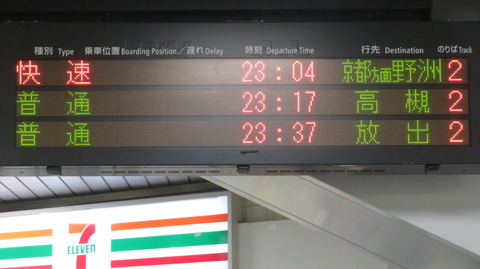 種別 Type 乗車位置 Boarding Position / 遅れ Delay 時刻 Departure Time 行先 Destination のりば Track
快速 23:04 京都方面野洲 2
普通 23:17 高槻 2
普通 23:37 放出 2
7 ELEVEN